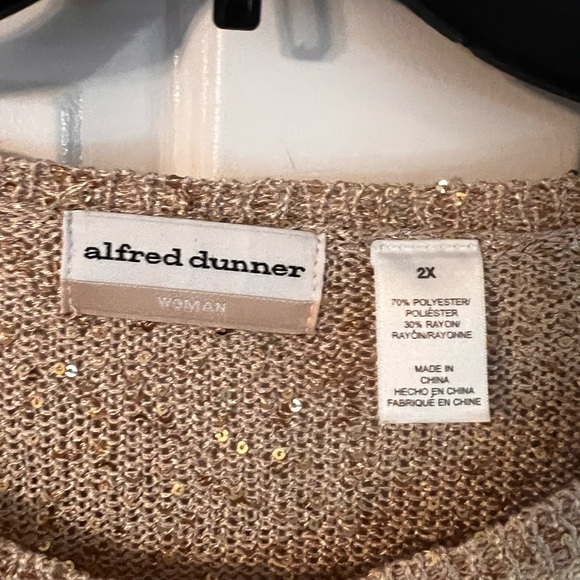 alfred dunner
WOMAN
2X
70% POLYESTER/
POLIÉSTER
30% RAYON/
RAYÓN/RAYONNE
MADE IN
CHINA
HECHO EN CHINA
FABRIQUÉ EN CHINE